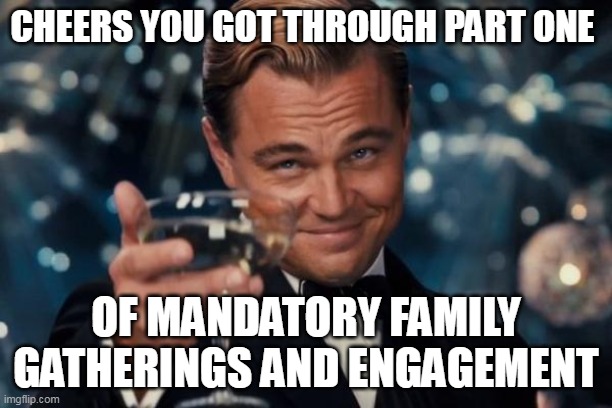 CHEERS YOU GOT THROUGH PART ONE
OF MANDATORY FAMILY
GATHERINGS AND ENGAGEMENT
imgflip.com